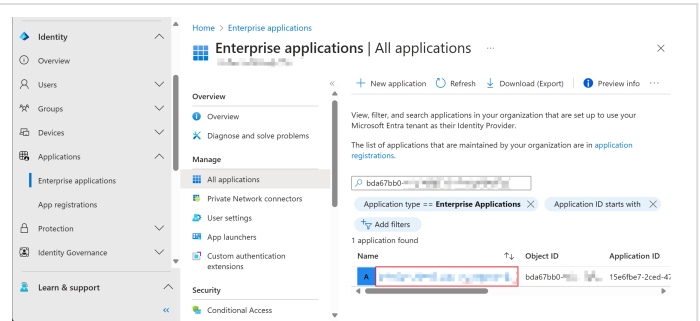 Identity
Overview
Users
Groups
Devices
Applications
Enterprise applications
App registrations
Protection
Identity Governance
Learn & support
«
Home > Enterprise applications
Enterprise applications | All applications ...
«
Overview
Overview
Diagnose and solve problems
Manage
All applications
Private Network connectors
User settings
App launchers
Custom authentication
extensions
Security
Conditional Access
New application Refresh Download (Export) Preview info ...
View, filter, and search applications in your organization that are set up to use your
Microsoft Entra tenant as their Identity Provider.
The list of applications that are maintained by your organization are in application
registrations.
bda67bb0-
Application type == Enterprise Applications Application ID starts with
Add filters
1 application found
Name Object ID Application ID
A bda67bb0- 15e6fbe7-2ced-47